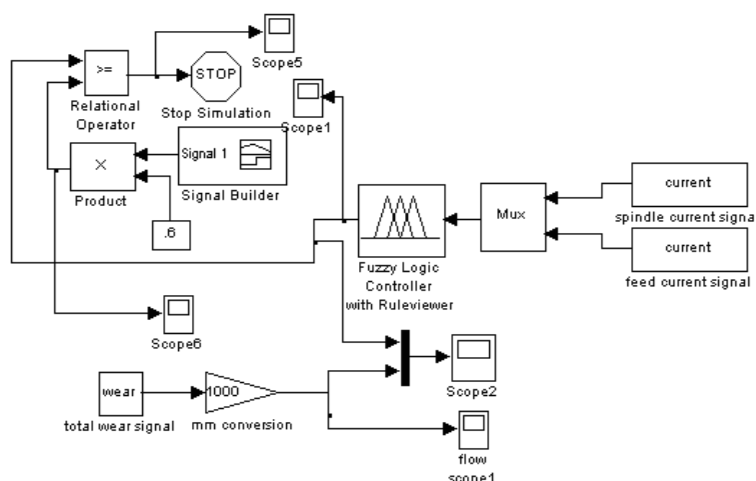 Scope5
>=
STOP
Relational
Operator
Stop Simulation
Scope1
Signal 1
Signal Builder
×
Product
.6
current
spindle current signal
Mux
current
feed current signal
Fuzzy Logic
Controller
with Ruleviewer
Scope6
Scope2
wear
total wear signal
1000
mm conversion
flow
scope1